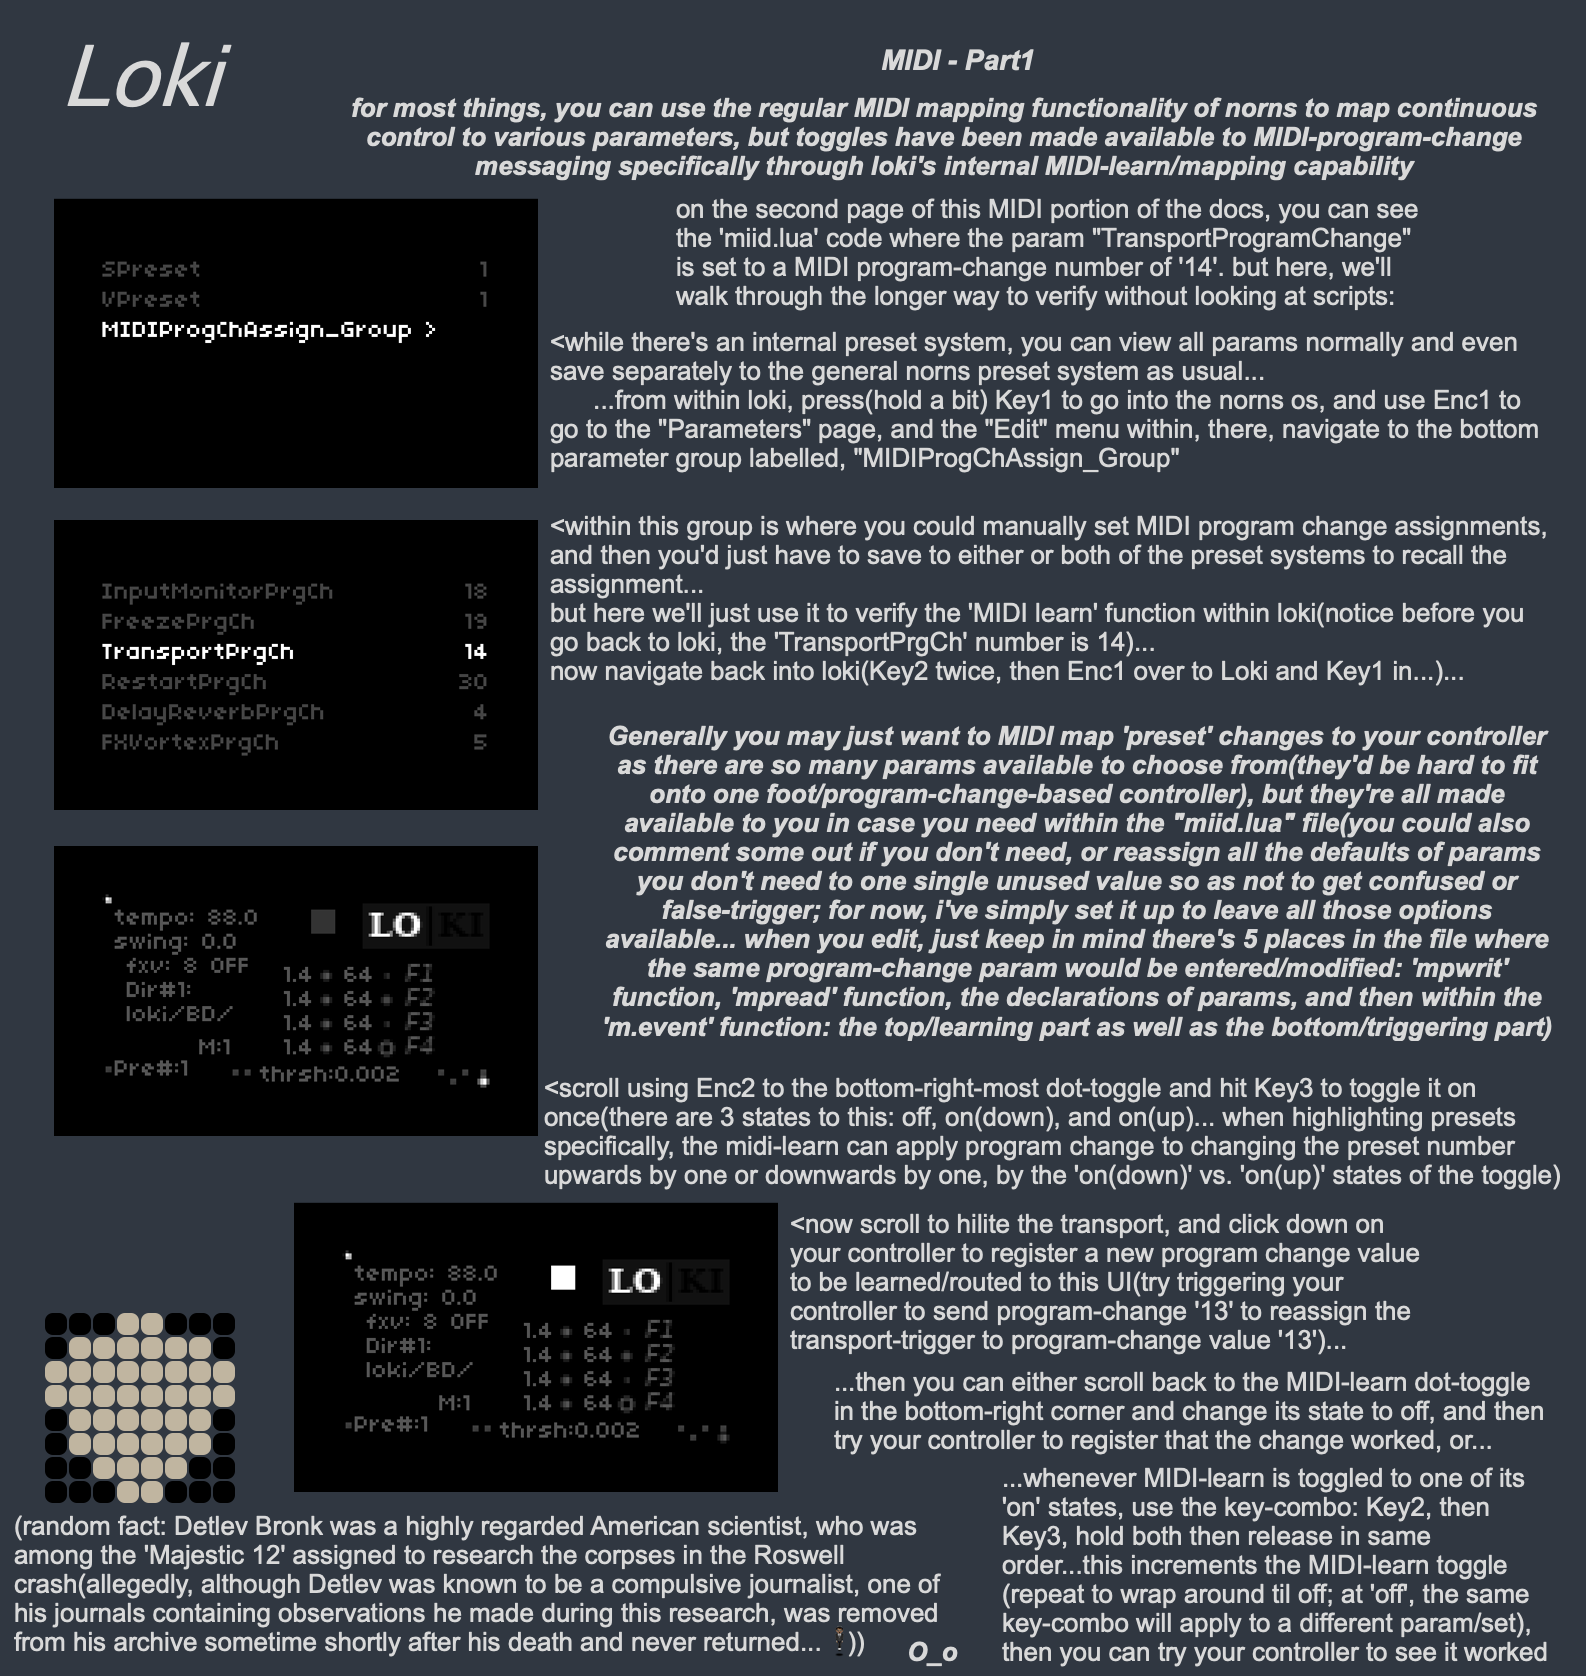 Loki
MIDI - Part1
for most things, you can use the regular MIDI mapping functionality of norns to map continuous
control to various parameters, but toggles have been made available to MIDI-program-change
messaging specifically through loki's internal MIDI-learn/mapping capability
on the second page of this MIDI portion of the docs, you can see
the 'miid.lua' code where the param "TransportProgramChange"
is set to a MIDI program-change number of '14'. but here, we'll
walk through the longer way to verify without looking at scripts:
SPreset 1
VPreset 1
MIDIProgChAssign_Group >
<while there's an internal preset system, you can view all params normally and even
save separately to the general norns preset system as usual...
...from within loki, press(hold a bit) Key1 to go into the norns os, and use Enc1 to
go to the "Parameters" page, and the "Edit" menu within, there, navigate to the bottom
parameter group labelled, "MIDIProgChAssign_Group"
InputMonitorPrgCh 18
FreezePrgCh 19
TransportPrgCh 14
RestartPrgCh 30
DelayReverbPrgCh 4
FXVortexPrgCh 5
<within this group is where you could manually set MIDI program change assignments,
and then you'd just have to save to either or both of the preset systems to recall the
assignment...
but here we'll just use it to verify the 'MIDI learn' function within loki(notice before you
go back to loki, the 'TransportPrgCh' number is 14)...
now navigate back into loki(Key2 twice, then Enc1 over to Loki and Key1 in...)...
Generally you may just want to MIDI map 'preset' changes to your controller
as there are so many params available to choose from(they'd be hard to fit
onto one foot/program-change-based controller), but they're all made
available to you in case you need within the "miid.lua" file(you could also
comment some out if you don't need, or reassign all the defaults of params
you don't need to one single unused value so as not to get confused or
false-trigger; for now, i've simply set it up to leave all those options
available... when you edit, just keep in mind there's 5 places in the file where
the same program-change param would be entered/modified: 'mpwrit'
function, 'mpread' function, the declarations of params, and then within the
'm.event' function: the top/learning part as well as the bottom/triggering part)
tempo: 88.0
LO|KI
swing: 0.0
fxv: 8 OFF
1.4 64 F1
Dir#1:
1.4 64 F2
loki/BD/
1.4 64 F3
M:1
1.4 64 F4
Pre#:1
thrsh:0.002
<scroll using Enc2 to the bottom-right-most dot-toggle and hit Key3 to toggle it on
once(there are 3 states to this: off, on(down), and on(up)... when highlighting presets
specifically, the midi-learn can apply program change to changing the preset number
upwards by one or downwards by one, by the 'on(down)' vs. 'on(up)' states of the toggle)
tempo: 88.0
LO|KI
swing: 0.0
fxv: 8 OFF
1.4 64 F1
Dir#1:
1.4 64 F2
loki/BD/
1.4 64 F3
M:1
1.4 64 F4
Pre#:1
thrsh:0.002
<now scroll to hilite the transport, and click down on
your controller to register a new program change value
to be learned/routed to this UI(try triggering your
controller to send program-change '13' to reassign the
transport-trigger to program-change value '13')...
...then you can either scroll back to the MIDI-learn dot-toggle
in the bottom-right corner and change its state to off, and then
try your controller to register that the change worked, or...
...whenever MIDI-learn is toggled to one of its
'on' states, use the key-combo: Key2, then
Key3, hold both then release in same
order...this increments the MIDI-learn toggle
(repeat to wrap around til off; at 'off', the same
key-combo will apply to a different param/set),
then you can try your controller to see it worked
(random fact: Detlev Bronk was a highly regarded American scientist, who was
among the 'Majestic 12' assigned to research the corpses in the Roswell
crash(allegedly, although Detlev was known to be a compulsive journalist, one of
his journals containing observations he made during this research, was removed
from his archive sometime shortly after his death and never returned... 🕴))
O_o